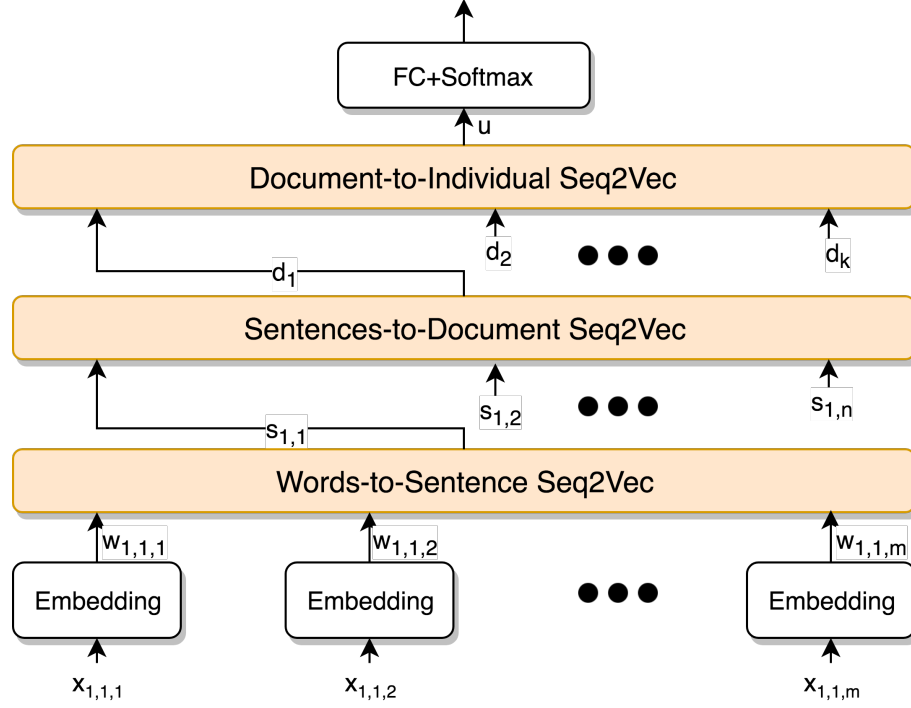 FC+Softmax
u
Document-to-Individual Seq2Vec
d₁ d₂ dₖ
Sentences-to-Document Seq2Vec
s₁,₁ s₁,₂ s₁,ₙ
Words-to-Sentence Seq2Vec
w₁,₁,₁ w₁,₁,₂ w₁,₁,ₘ
Embedding Embedding Embedding
x₁,₁,₁ x₁,₁,₂ x₁,₁,ₘ